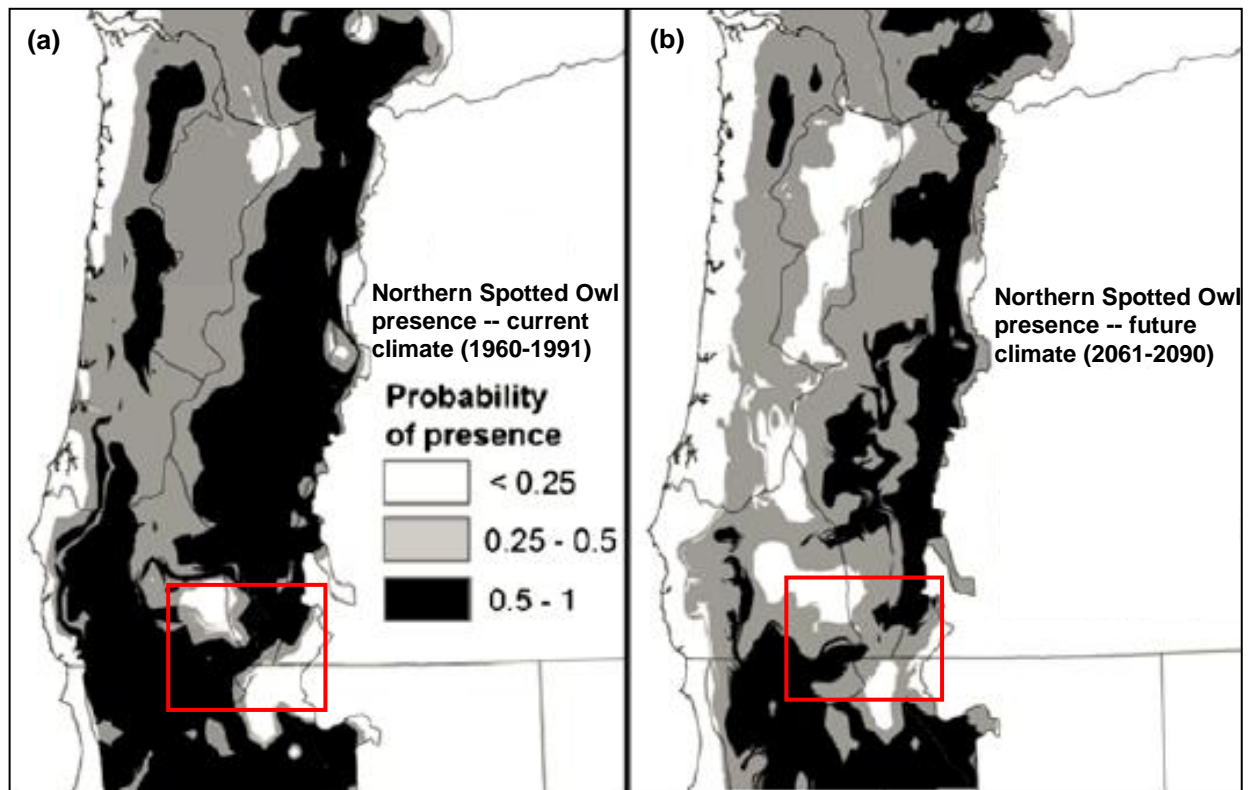 (a)
Northern Spotted Owl
presence -- current
climate (1960-1991)
Probability
of presence
< 0.25
0.25 - 0.5
0.5 - 1
(b)
Northern Spotted Owl
presence -- future
climate (2061-2090)